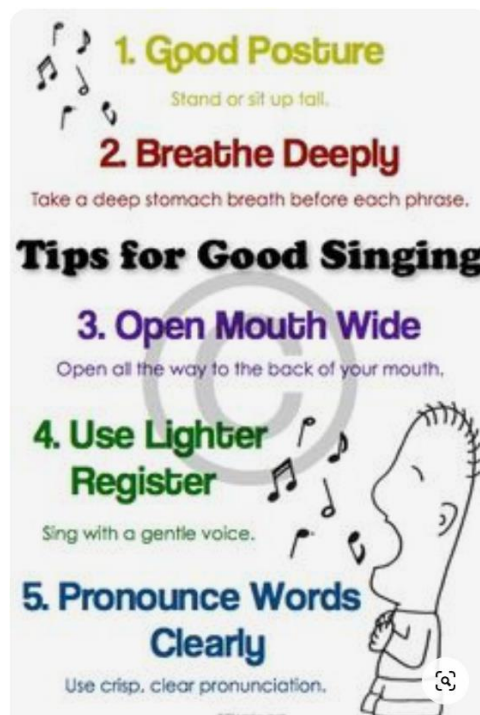 1. Good Posture
Stand or sit up tall.
2. Breathe Deeply
Take a deep stomach breath before each phrase.
Tips for Good Singing
3. Open Mouth Wide
Open all the way to the back of your mouth.
4. Use Lighter
Register
Sing with a gentle voice.
5. Pronounce Words
Clearly
Use crisp, clear pronunciation.